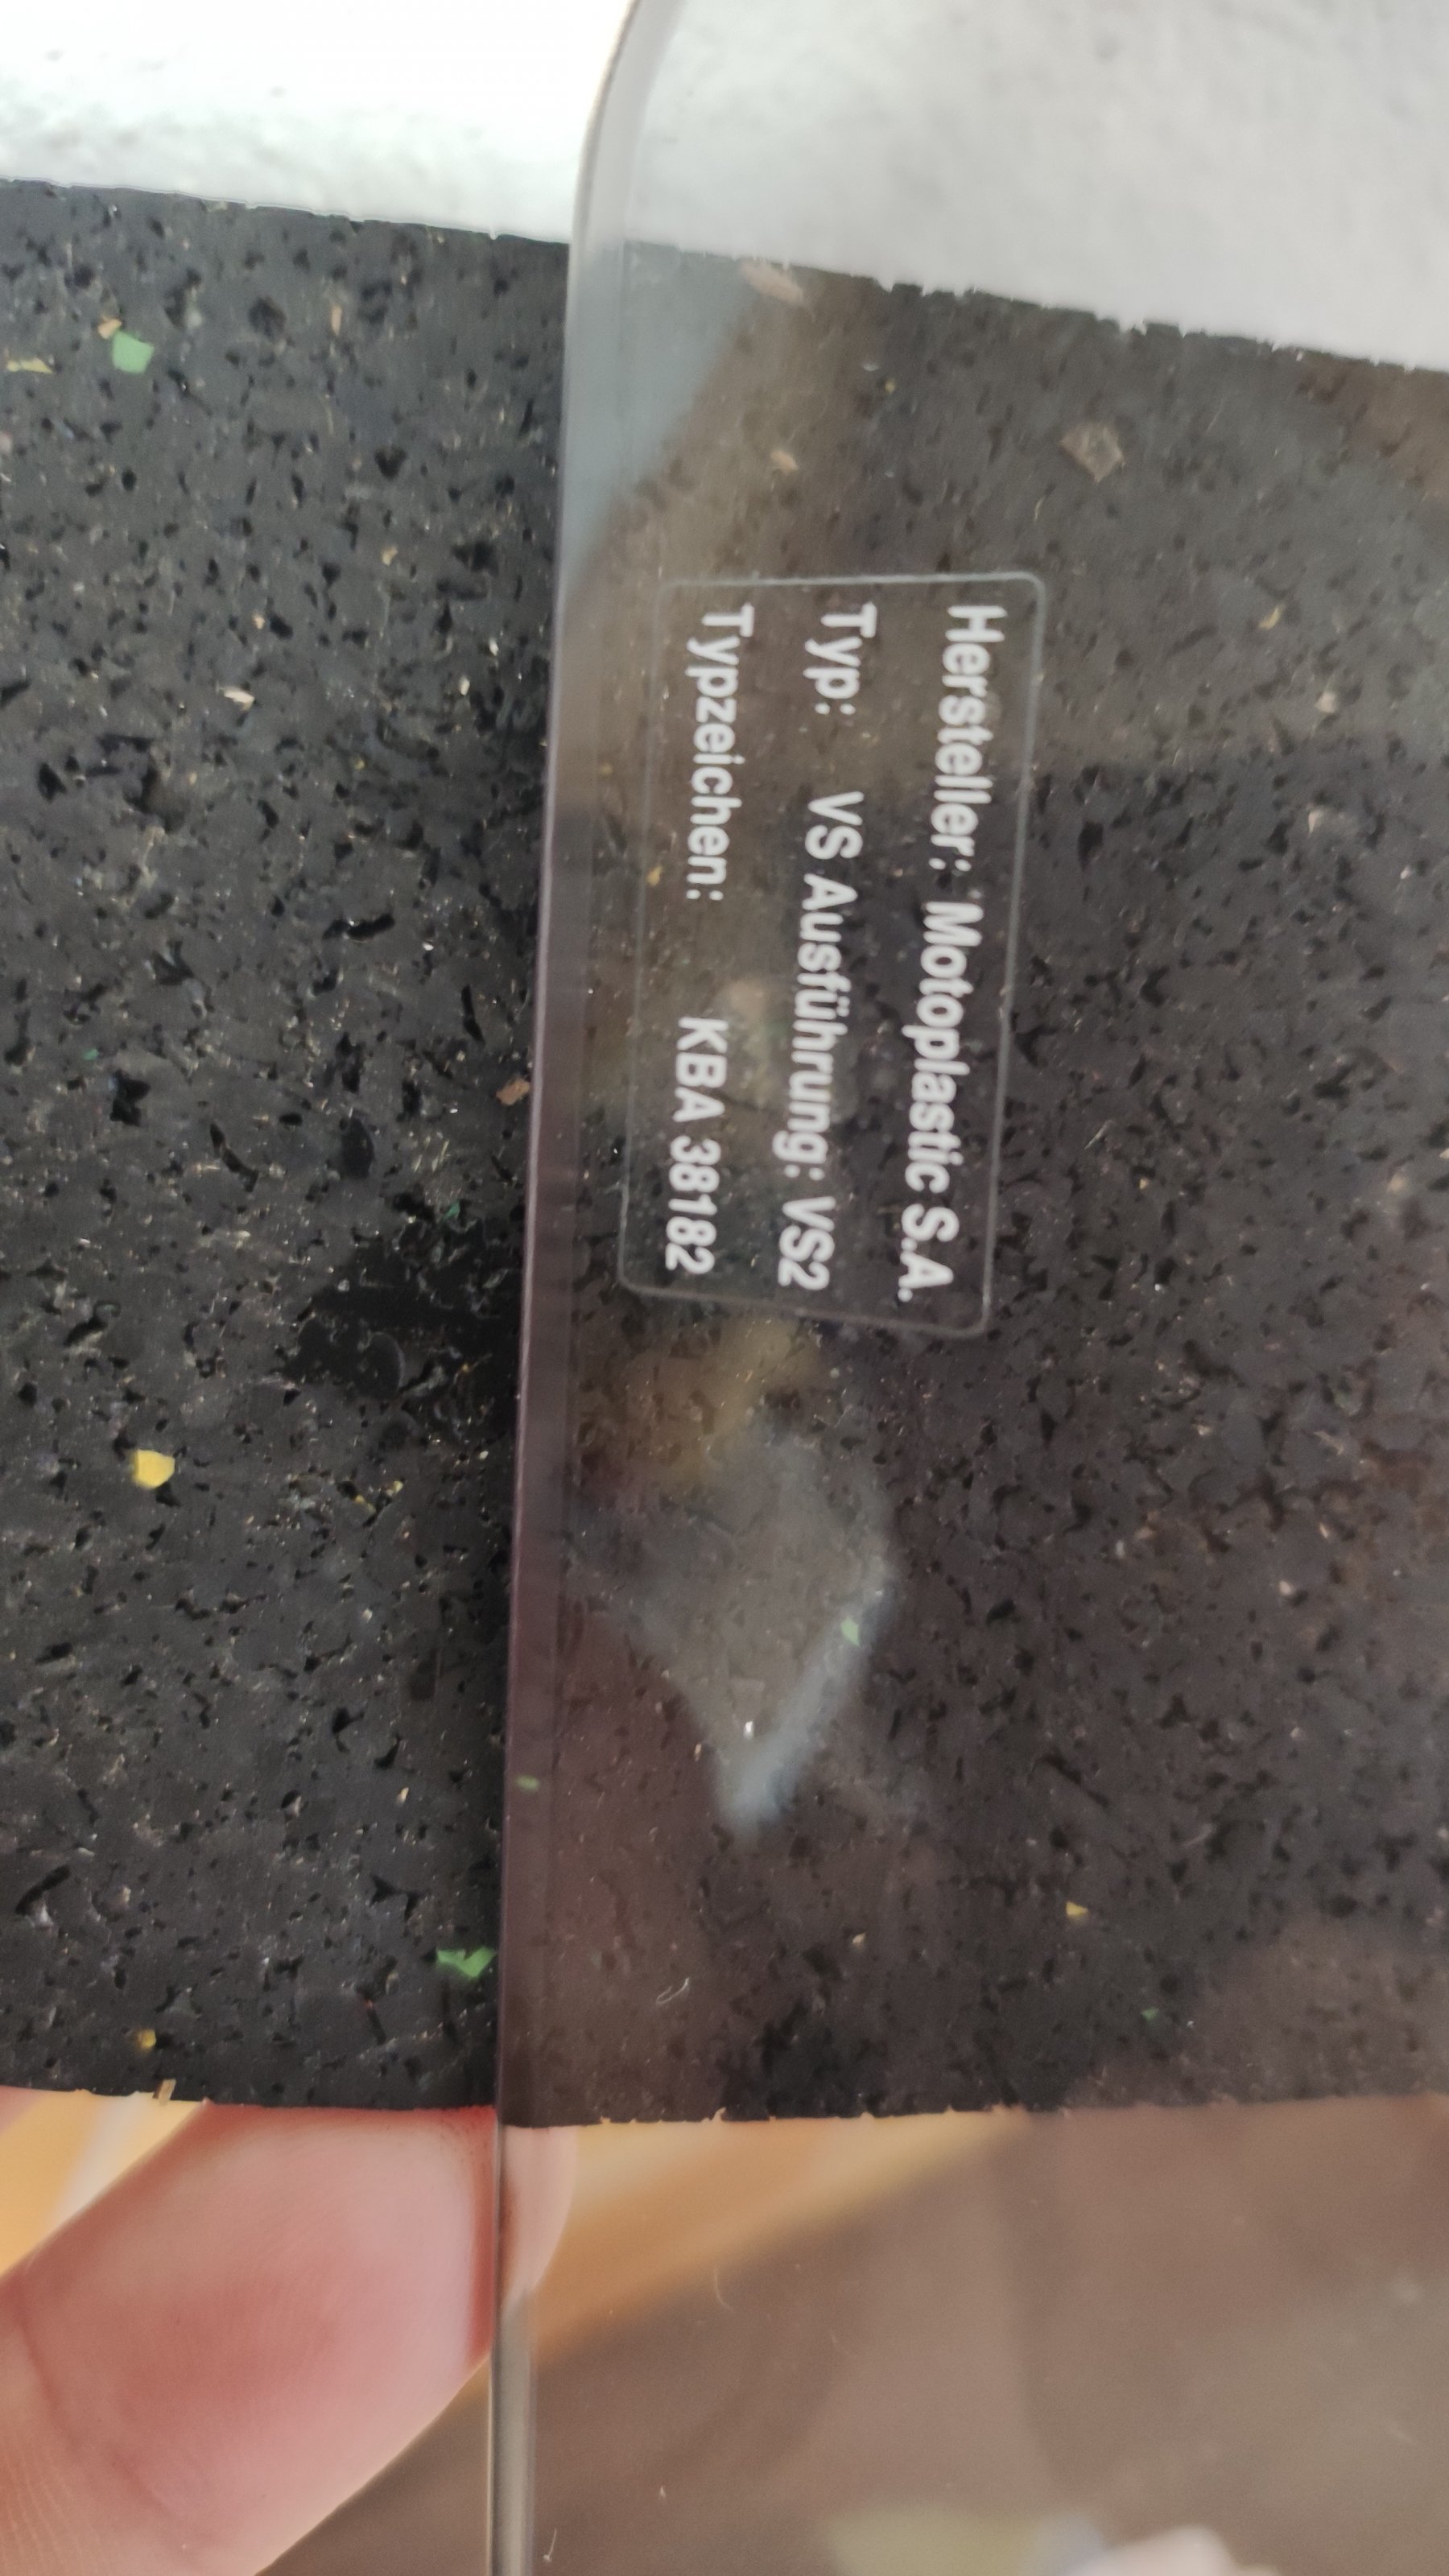 Hersteller: Motoplastic S.A.
Typ: VS Ausführung: VS2
Typzeichen: KBA 38182